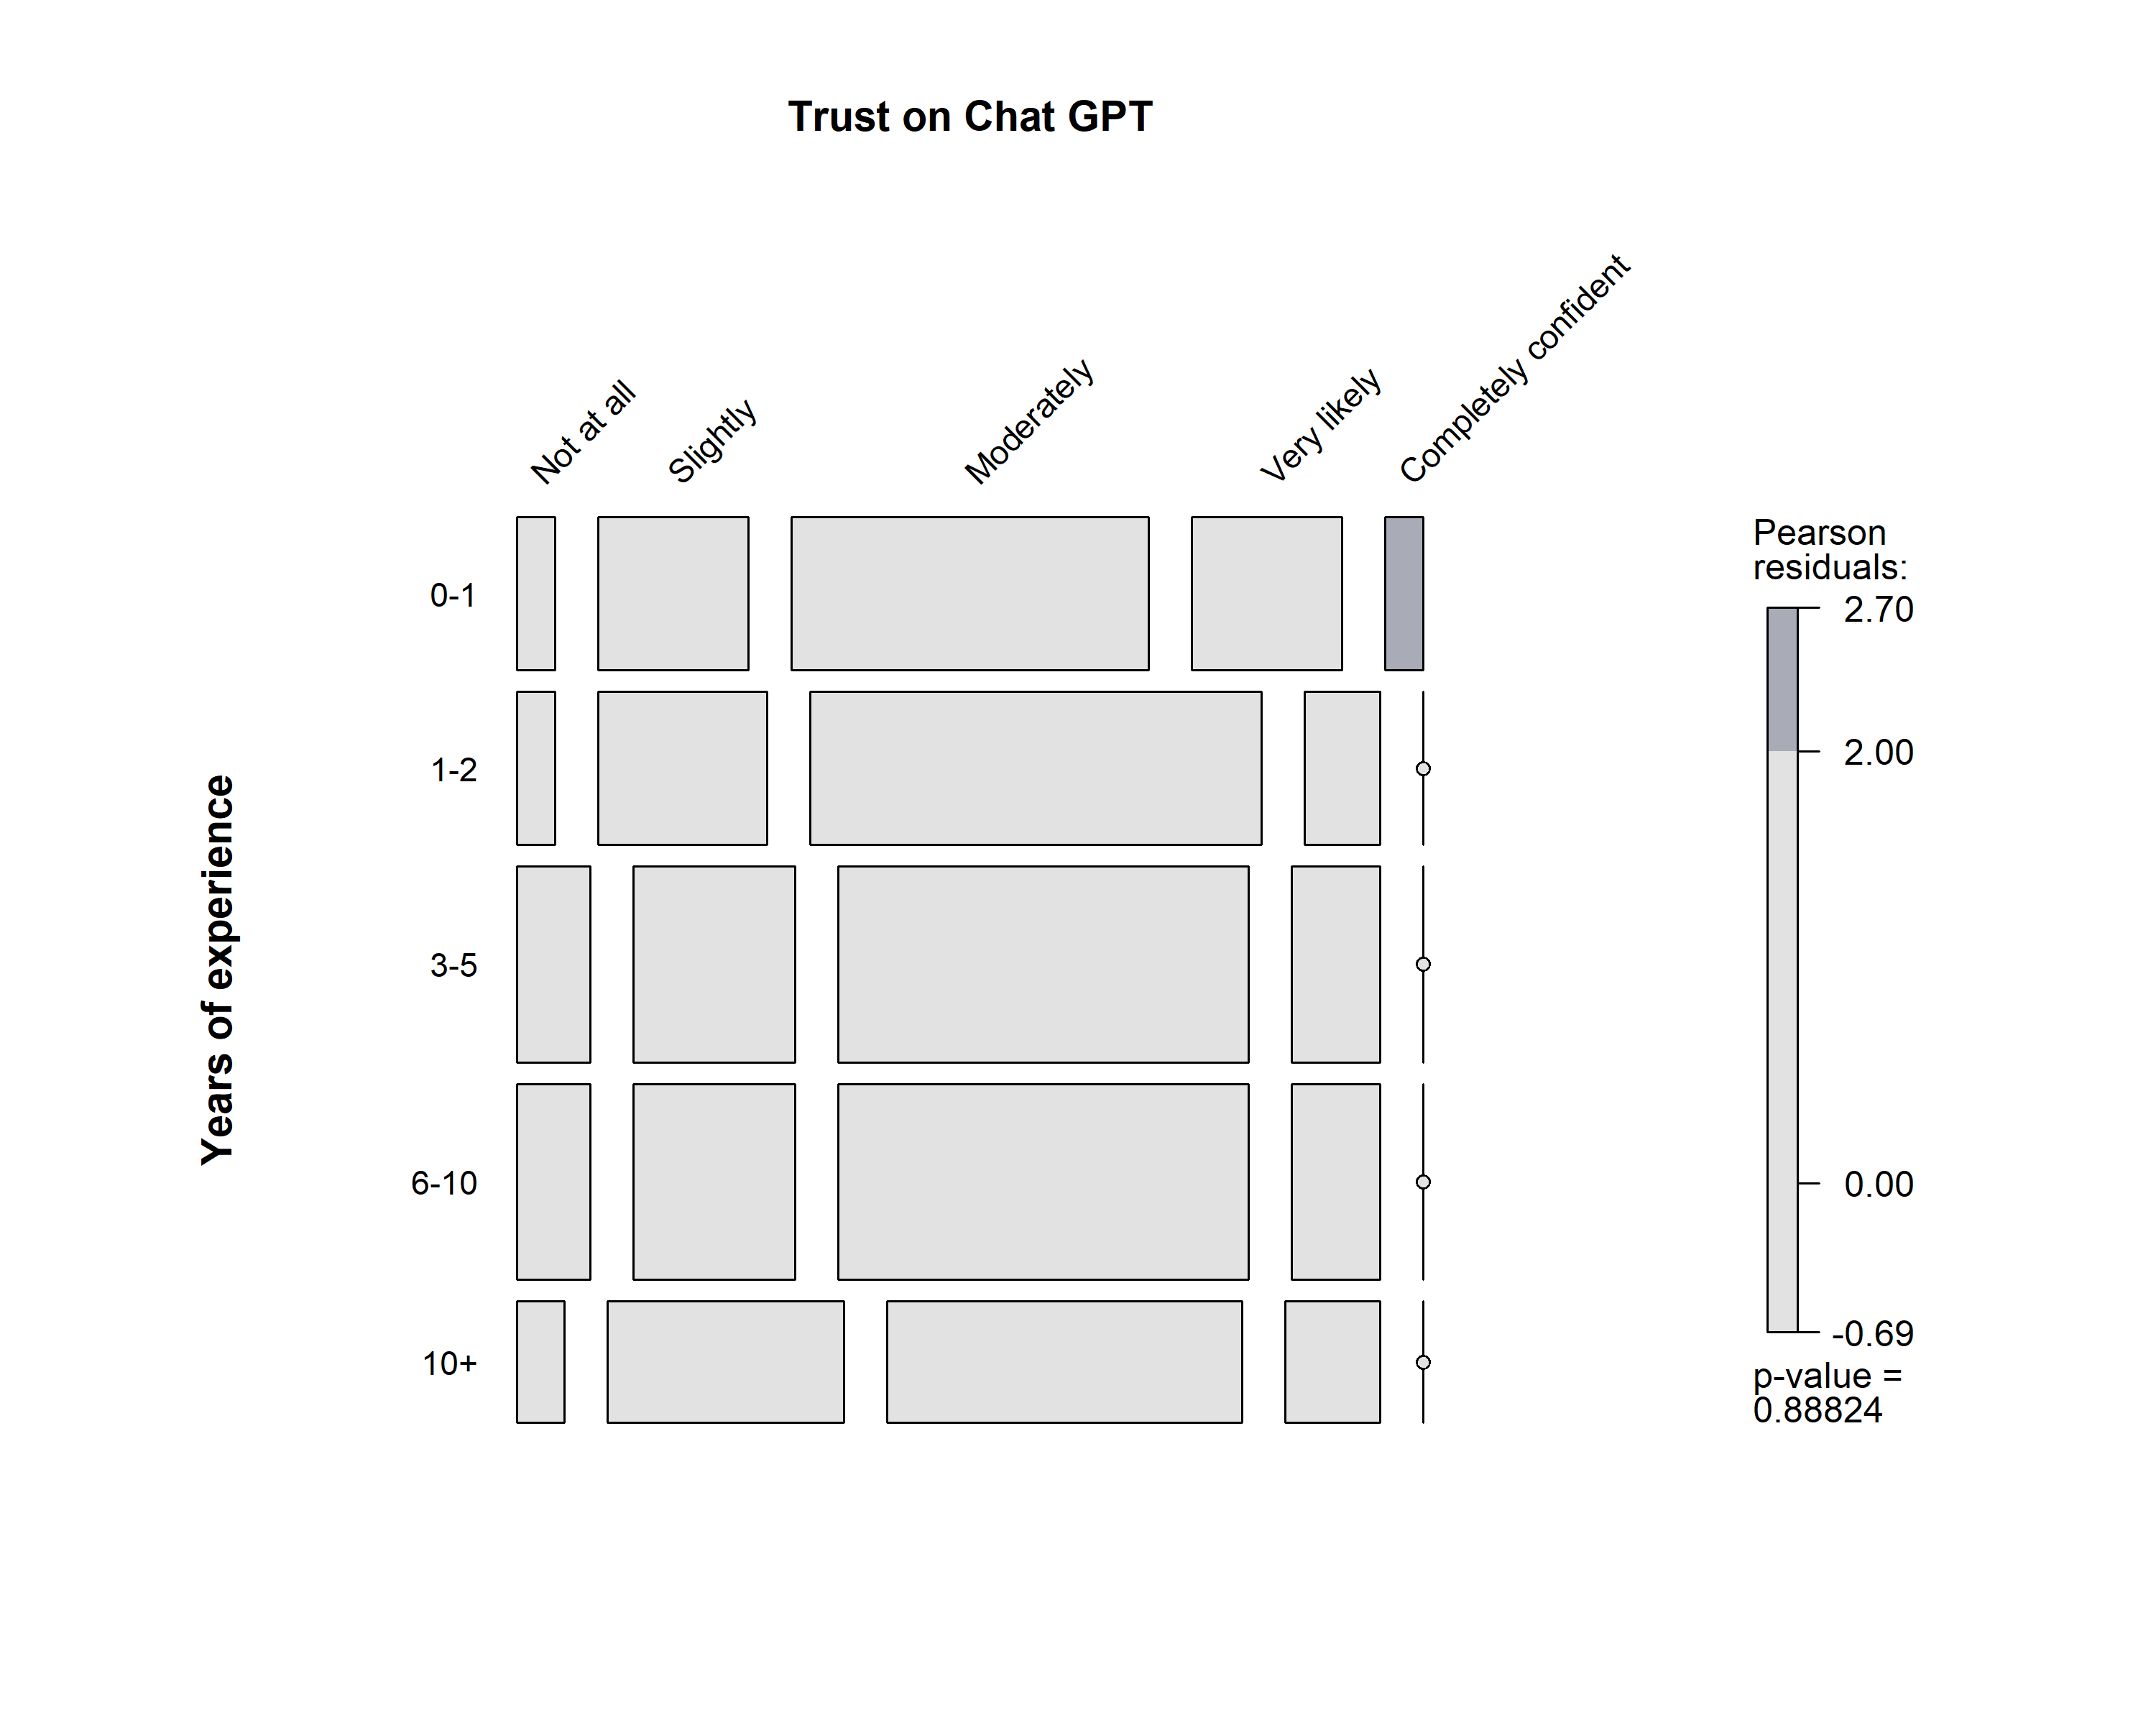 Trust on Chat GPT
Not at all
Slightly
Moderately
Very likely
Completely confident
Years of experience
0-1
1-2
3-5
6-10
10+
Pearson
residuals:
2.70
2.00
0.00
-0.69
p-value =
0.88824